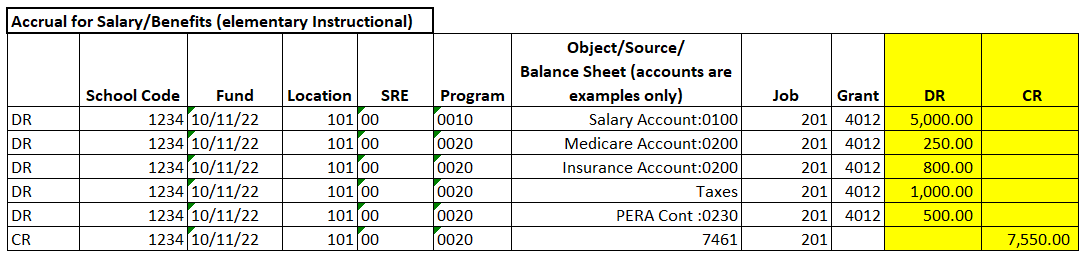 Accrual for Salary/Benefits (elementary Instructional)
School Code Fund Location SRE Program Object/Source/ Balance Sheet (accounts are examples only) Job Grant DR CR
DR 1234 10/11/22 101 00 0010 Salary Account:0100 201 4012 5,000.00
DR 1234 10/11/22 101 00 0020 Medicare Account:0200 201 4012 250.00
DR 1234 10/11/22 101 00 0020 Insurance Account:0200 201 4012 800.00
DR 1234 10/11/22 101 00 0020 Taxes 201 4012 1,000.00
DR 1234 10/11/22 101 00 0020 PERA Cont :0230 201 4012 500.00
CR 1234 10/11/22 101 00 0020 7461 201 7,550.00